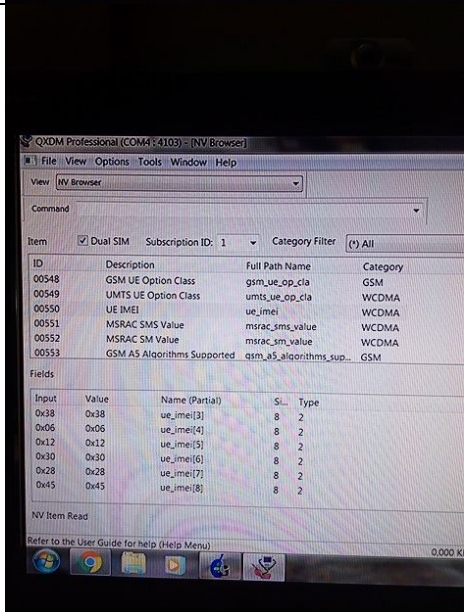 QXDM Professional (COM4 : 4103) - [NV Browser]
File View Options Tools Window Help
View NV Browser
Command
Item Dual SIM Subscription ID: 1 Category Filter (*) All
ID Description Full Path Name Category
00548 GSM UE Option Class gsm_ue_op_cla GSM
00549 UMTS UE Option Class umts_ue_op_cla WCDMA
00550 UE IMEI ue_imei WCDMA
00551 MSRAC SMS Value msrac_sms_value WCDMA
00552 MSRAC SM Value msrac_sm_value WCDMA
00553 GSM A5 Algorithms Supported gsm_a5_algorithms_sup... GSM
Fields
Input Value Name (Partial) Si... Type
0x38 0x38 ue_imei[3] 8 2
0x06 0x06 ue_imei[4] 8 2
0x12 0x12 ue_imei[5] 8 2
0x30 0x30 ue_imei[6] 8 2
0x28 0x28 ue_imei[7] 8 2
0x45 0x45 ue_imei[8] 8 2
NV Item Read
Refer to the User Guide for help (Help Menu) 0.000 K